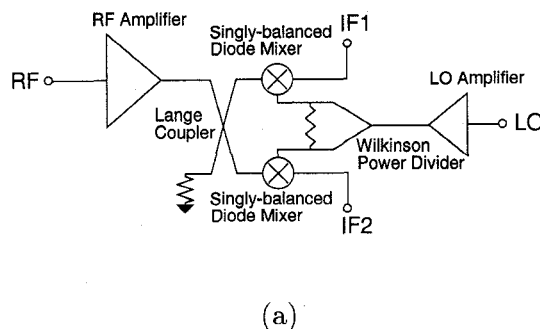 RF Amplifier
Singly-balanced
Diode Mixer
IF1
LO Amplifier
RF
Lange
Coupler
LO
Wilkinson
Power Divider
Singly-balanced
Diode Mixer
IF2
(a)